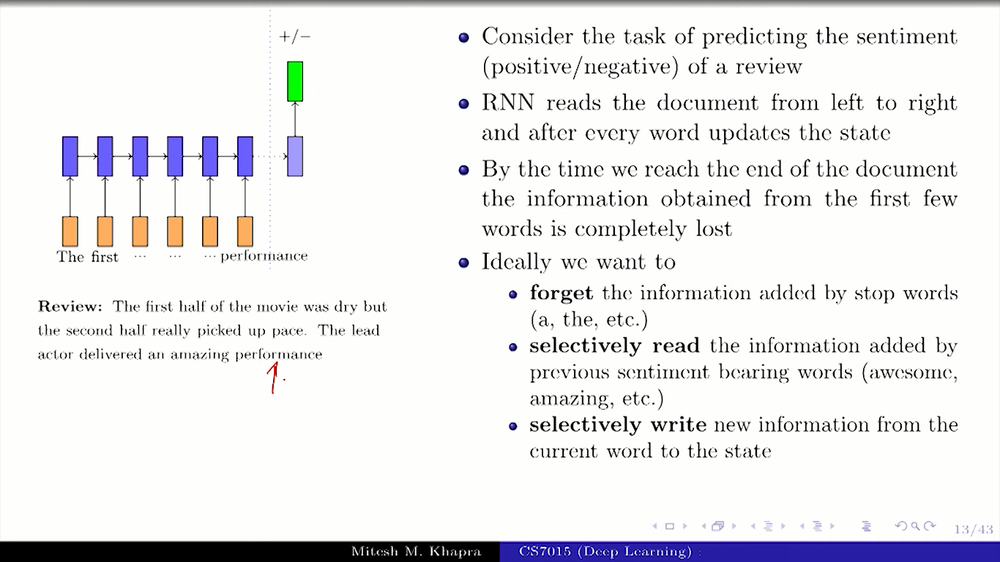 +/−
The first ... ... ... performance
Review: The first half of the movie was dry but
the second half really picked up pace. The lead
actor delivered an amazing performance
Consider the task of predicting the sentiment
(positive/negative) of a review
RNN reads the document from left to right
and after every word updates the state
By the time we reach the end of the document
the information obtained from the first few
words is completely lost
Ideally we want to
forget the information added by stop words
(a, the, etc.)
selectively read the information added by
previous sentiment bearing words (awesome,
amazing, etc.)
selectively write new information from the
current word to the state
13/43
Mitesh M. Khapra CS7015 (Deep Learning) :